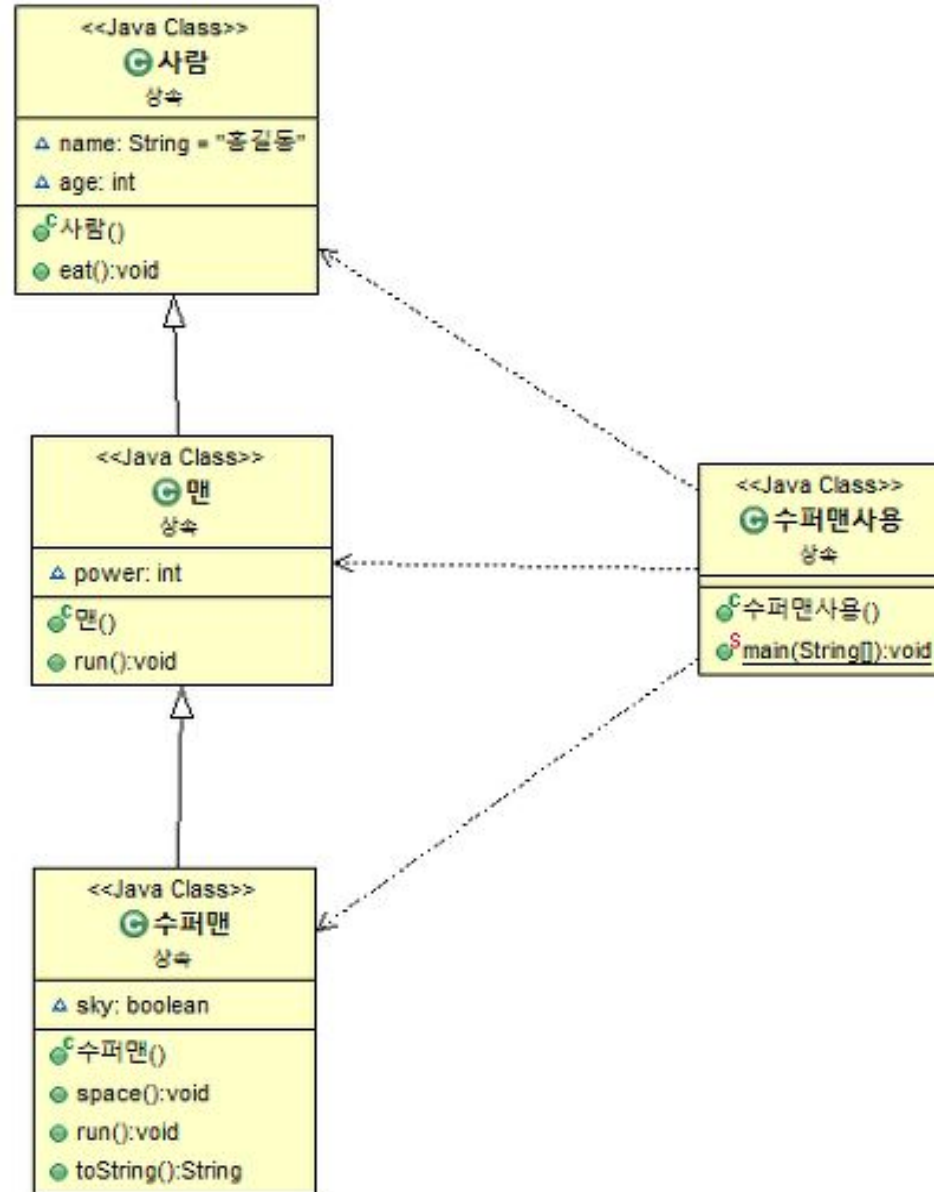 <<Java Class>>
사람
상속
name: String = "홍길동"
age: int
사람()
eat():void
<<Java Class>>
맨
상속
power: int
맨()
run():void
<<Java Class>>
수퍼맨사용
상속
수퍼맨사용()
main(String[]):void
<<Java Class>>
수퍼맨
상속
sky: boolean
수퍼맨()
space():void
run():void
toString():String